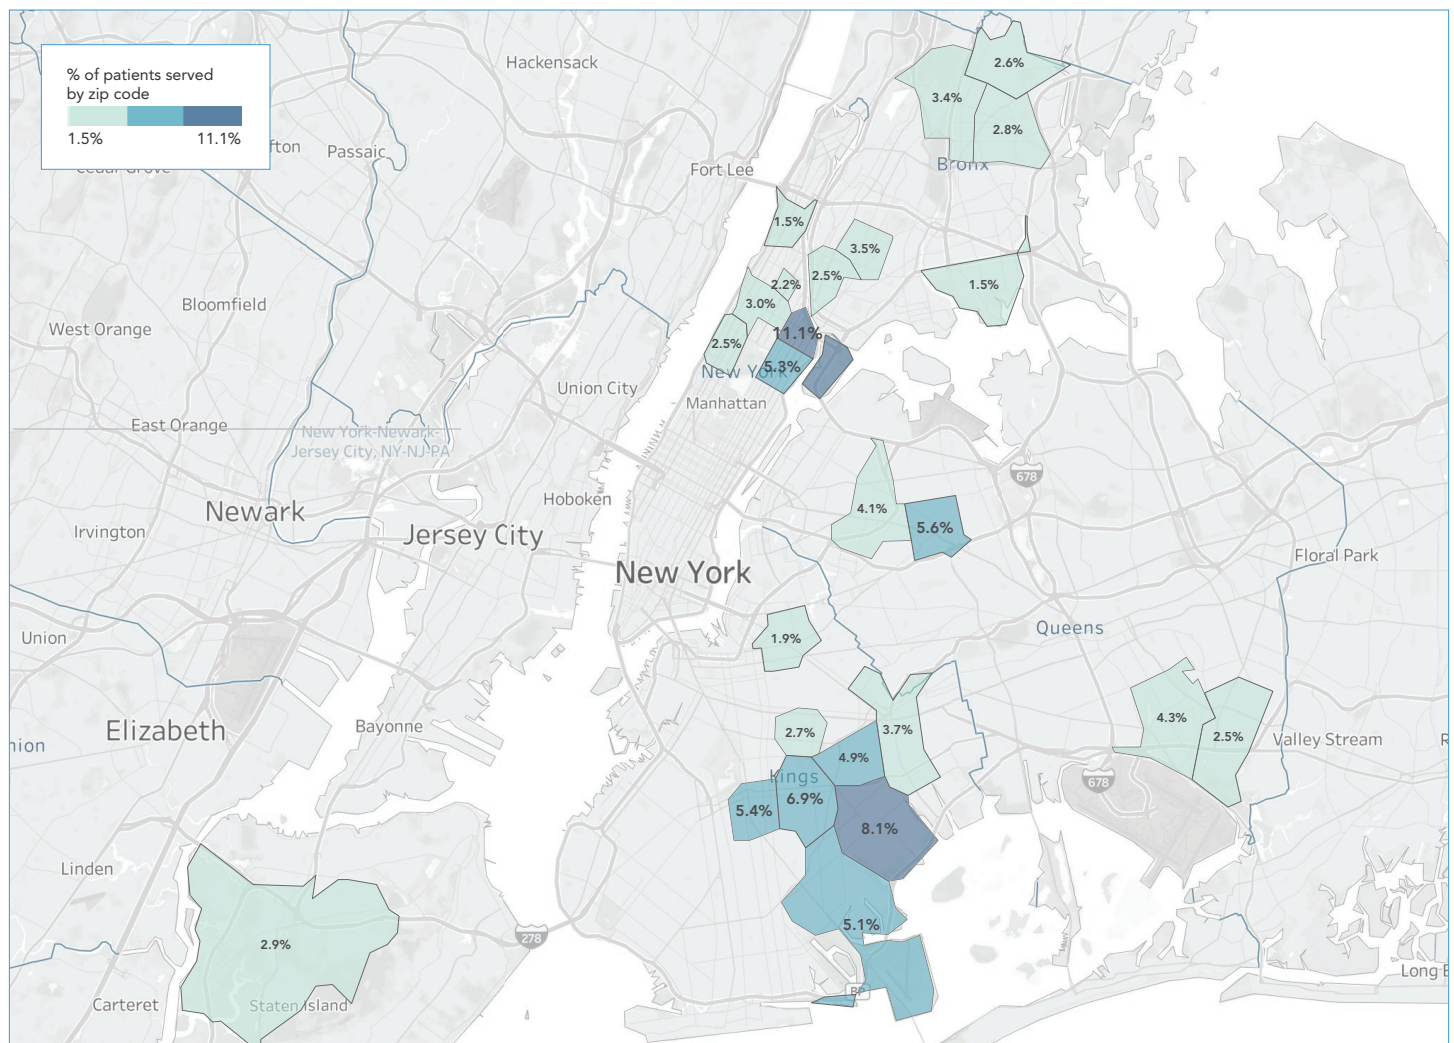 % of patients served
by zip code
1.5%
11.1%
Hackensack
2.6%
3.4%
2.8%
fton
Passaic
Cedar Grove
Fort Lee
Bronx
1.5%
3.5%
2.5%
2.2%
1.5%
3.0%
Bloomfield
West Orange
11.1%
2.5%
5.3%
New York
Union City
Manhattan
East Orange
New York-Newark-
Jersey City, NY-NJ-PA
678
Hoboken
4.1%
Newark
5.6%
Irvington
Jersey City
Floral Park
New York
Union
1.9%
Queens
4.3%
Elizabeth
Bayonne
2.7%
3.7%
2.5%
Valley Stream
R
nion
4.9%
Kings
678
6.9%
5.4%
8.1%
Linden
5.1%
278
2.9%
Long B
Carteret
Staten Island
BP